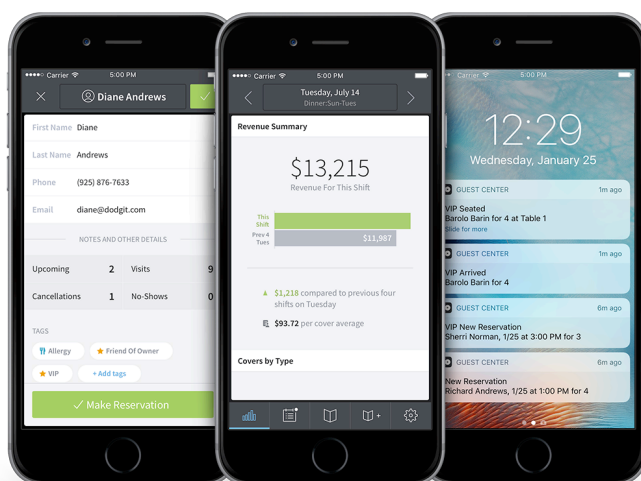 ●●●●○ Carrier 5:00 PM
Diane Andrews
First Name Diane
Last Name Andrews
Phone (925) 876-7633
Email diane@dodgit.com
NOTES AND OTHER DETAILS
Upcoming 2 Visits 9
Cancellations 1 No-Shows 0
TAGS
Allergy Friend Of Owner
VIP + Add tags
Make Reservation
●●●●○ Carrier 5:00 PM
Tuesday, July 14
Dinner:Sun-Tues
Revenue Summary
$13,215
Revenue For This Shift
This
Shift
Prev 4
Tues
$11,987
$1,218 compared to previous four
shifts on Tuesday
$93.72 per cover average
Covers by Type
Carrier 5:00 PM
12:29
Wednesday, January 25
GUEST CENTER 1m ago
VIP Seated
Barolo Barin for 4 at Table 1
Slide for more
GUEST CENTER 1m ago
VIP Arrived
Barolo Barin for 4
GUEST CENTER 6m ago
VIP New Reservation
Sherri Norman, 1/25 at 3:00 PM for 3
GUEST CENTER 6m ago
New Reservation
Richard Andrews, 1/25 at 1:00 PM for 4